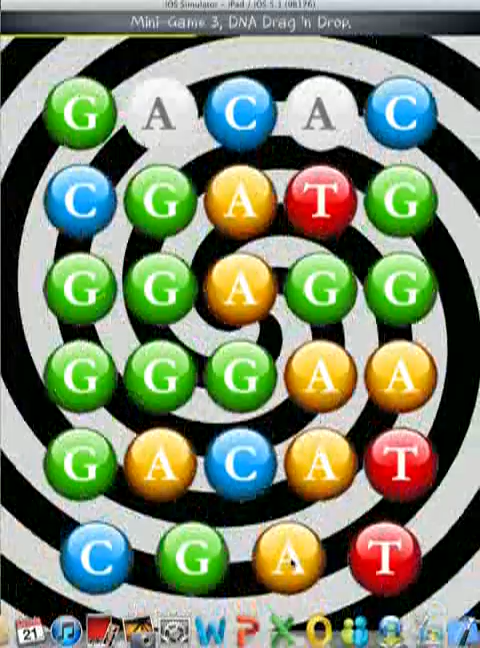 iOS Simulator - iPad / iOS 5.1 (9B176)
Mini-Game 3, DNA Drag 'n Drop.
G A C A C
C G A T G
G G A G G
G G G A A
G A C A T
C G A T
21